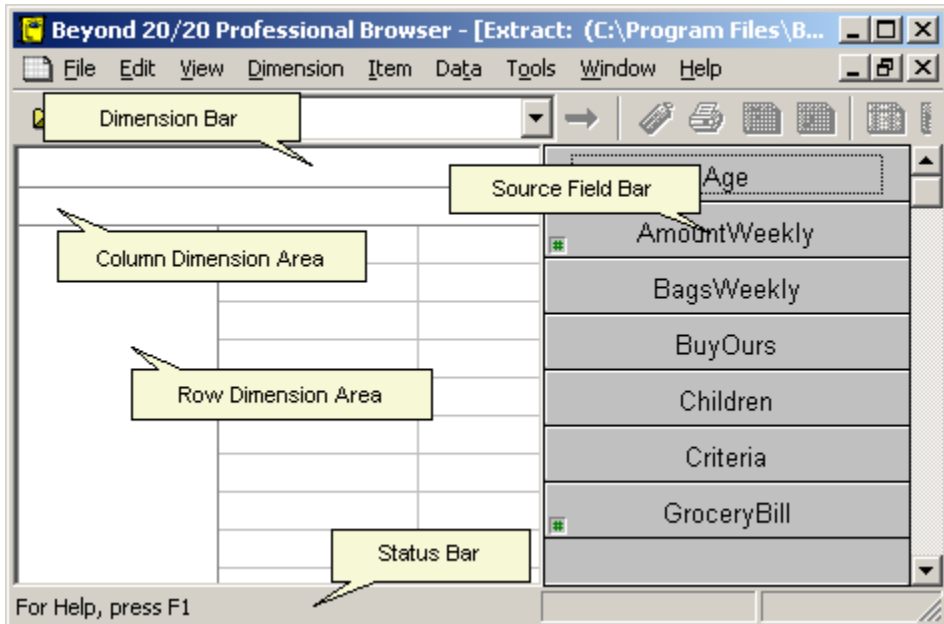 Beyond 20/20 Professional Browser - [Extract: (C:\Program Files\B...
File Edit View Dimension Item Data Tools Window Help
Dimension Bar
Age
Source Field Bar
AmountWeekly
Column Dimension Area
BagsWeekly
BuyOurs
Row Dimension Area
Children
Criteria
GroceryBill
Status Bar
For Help, press F1